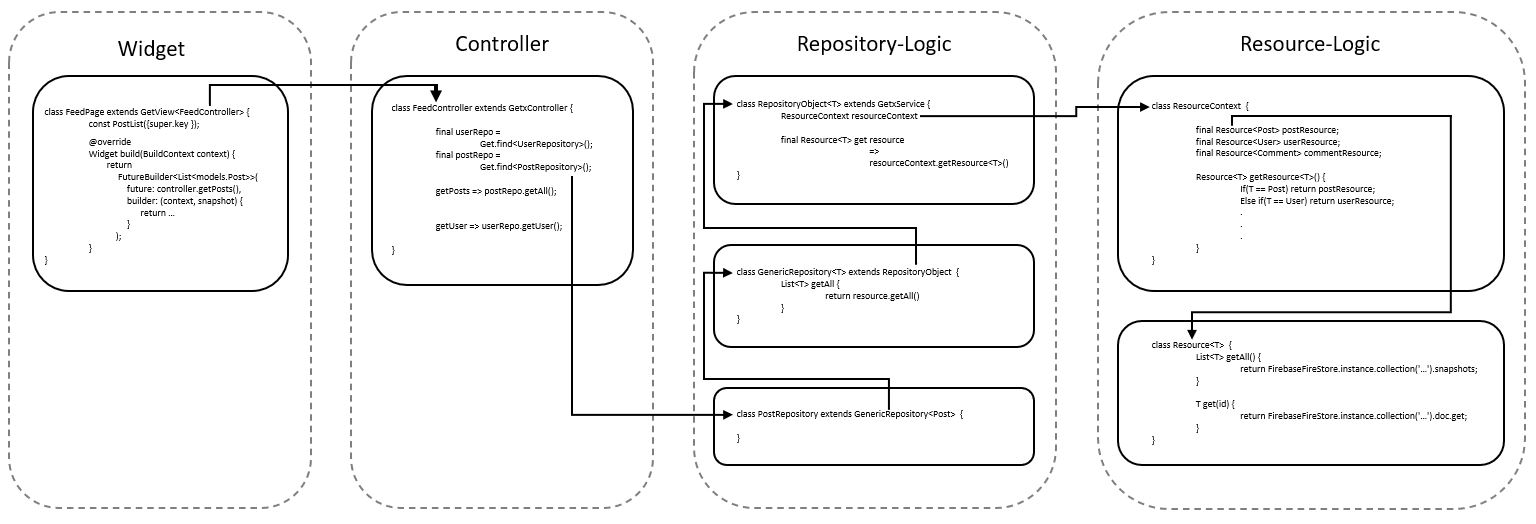 Widget
class FeedPage extends GetView<FeedController> {
const PostList({super.key });
@override
Widget build(BuildContext context) {
return
FutureBuilder<List<models.Post>>(
future: controller.getPosts(),
builder: (context, snapshot) {
return ...
}
);
}
}
Controller
class FeedController extends GetxController {
final userRepo =
Get.find<UserRepository>();
final postRepo =
Get.find<PostRepository>();
getPosts => postRepo.getAll();
getUser => userRepo.getUser();
}
Repository-Logic
class RepositoryObject<T> extends GetxService {
ResourceContext resourceContext
final Resource<T> get resource
=>
resourceContext.getResource<T>()
}
class GenericRepository<T> extends RepositoryObject {
List<T> getAll {
return resource.getAll()
}
}
class PostRepository extends GenericRepository<Post> {
}
Resource-Logic
class ResourceContext {
final Resource<Post> postResource;
final Resource<User> userResource;
final Resource<Comment> commentResource;
Resource<T> getResource<T>() {
If(T == Post) return postResource;
Else if(T == User) return userResource;
.
.
.
}
}
class Resource<T> {
List<T> getAll() {
return FirebaseFireStore.instance.collection('...').snapshots;
}
T get(id) {
return FirebaseFireStore.instance.collection('...').doc.get;
}
}